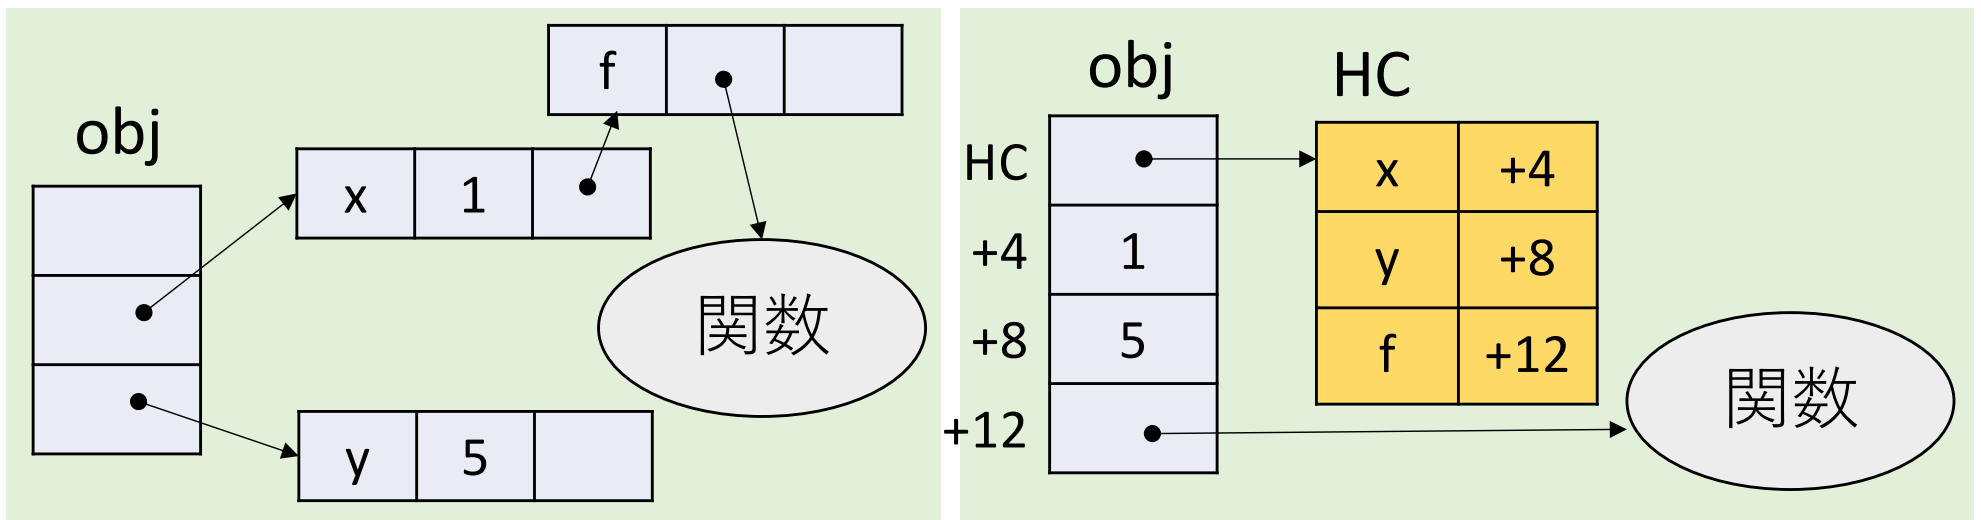 obj
f
x 1
関数
y 5
obj HC
HC
x +4
+4 1
y +8
+8 5
f +12
+12
関数